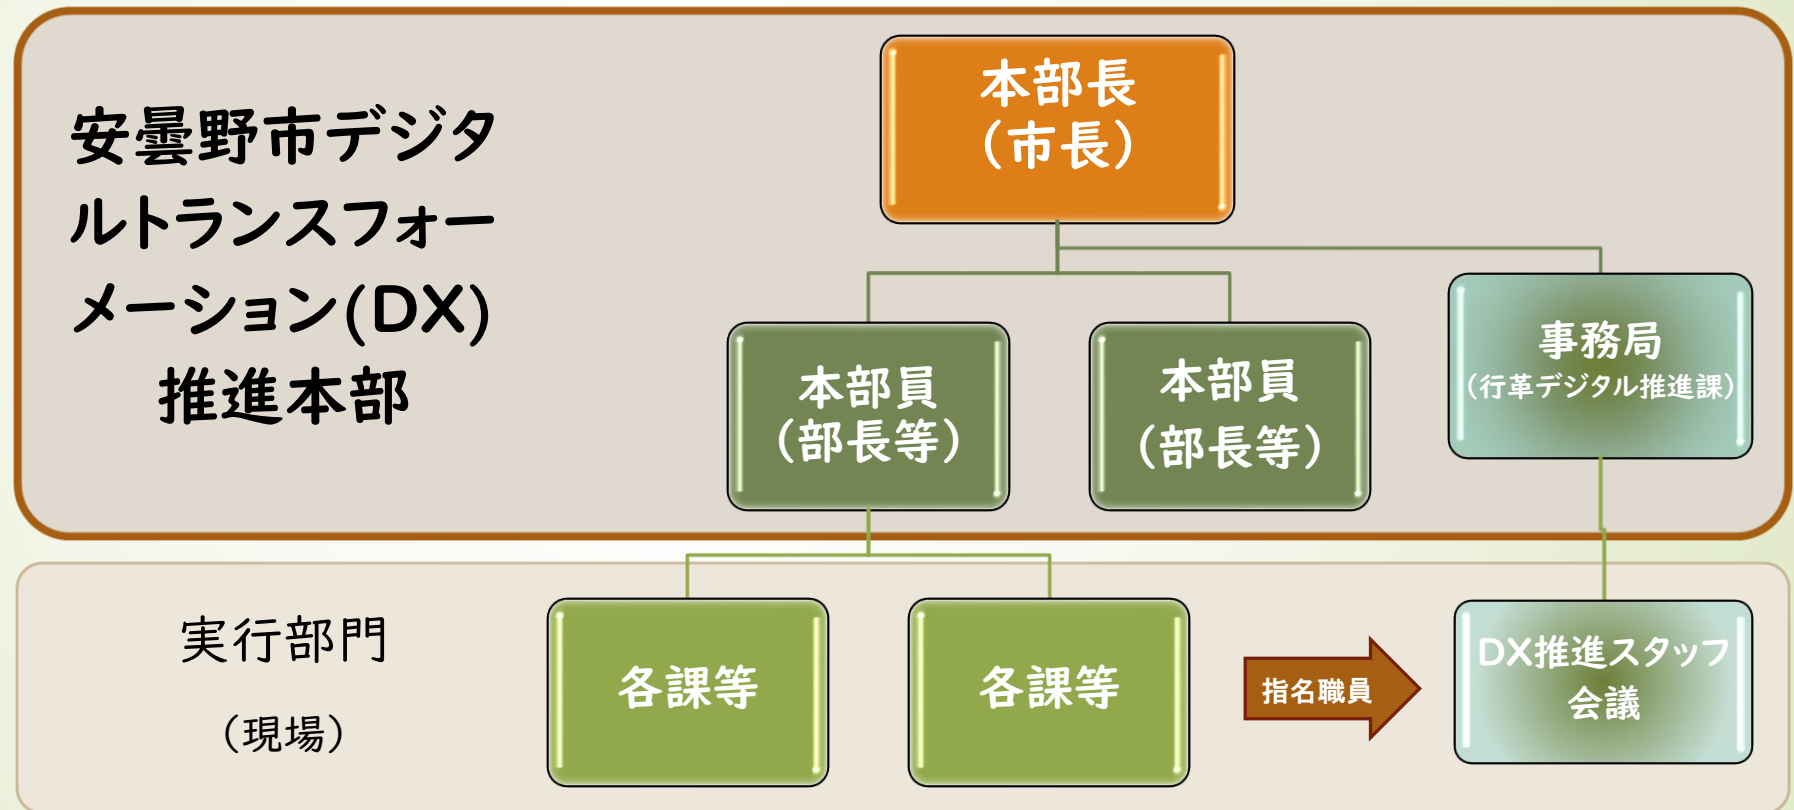 安曇野市デジタ
ルトランスフォー
メーション(DX)
推進本部
本部長
（市長）
本部員
（部長等）
本部員
（部長等）
事務局
（行革デジタル推進課）
実行部門
（現場）
各課等
各課等
指名職員
DX推進スタッフ
会議